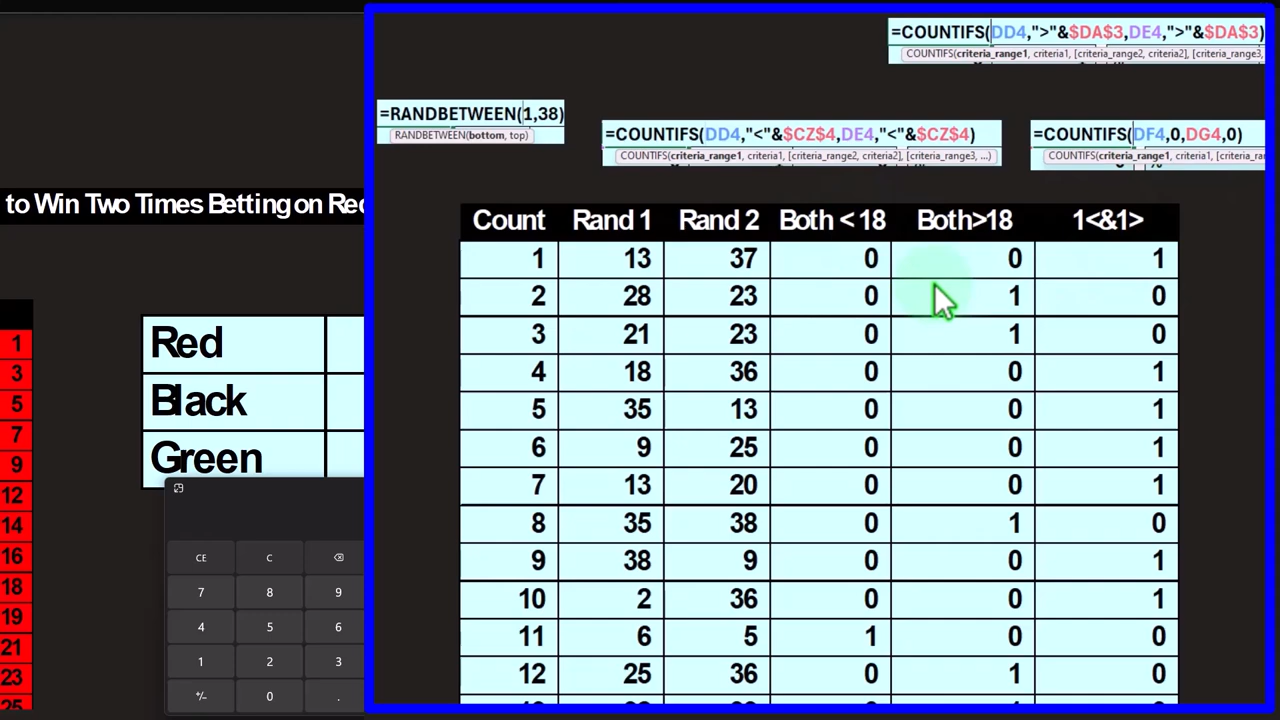 =COUNTIFS(DD4,">"&$DA$3,DE4,">"&$DA$3)
COUNTIFS(criteria_range1, criteria1, [criteria_range2, criteria2], [criteria_range3,
=RANDBETWEEN(1,38)
RANDBETWEEN(bottom, top)
=COUNTIFS(DD4,"<"&$CZ$4,DE4,"<"&$CZ$4)
COUNTIFS(criteria_range1, criteria1, [criteria_range2, criteria2], [criteria_range3, ...)
=COUNTIFS(DF4,0,DG4,0)
COUNTIFS(criteria_range1, criteria1, [criteria_ra
to Win Two Times Betting on Red
Count Rand 1 Rand 2 Both < 18 Both>18 1<&1>
1 13 37 0 0 1
2 28 23 0 1 0
3 21 23 0 1 0
4 18 36 0 0 1
5 35 13 0 0 1
6 9 25 0 0 1
7 13 20 0 0 1
8 35 38 0 1 0
9 38 9 0 0 1
10 2 36 0 0 1
11 6 5 1 0 0
12 25 36 0 1 0
1
3
5
7
9
12
14
16
18
19
21
23
25
Red
Black
Green
CE C
7 8 9
4 5 6
1 2 3
+/- 0 .